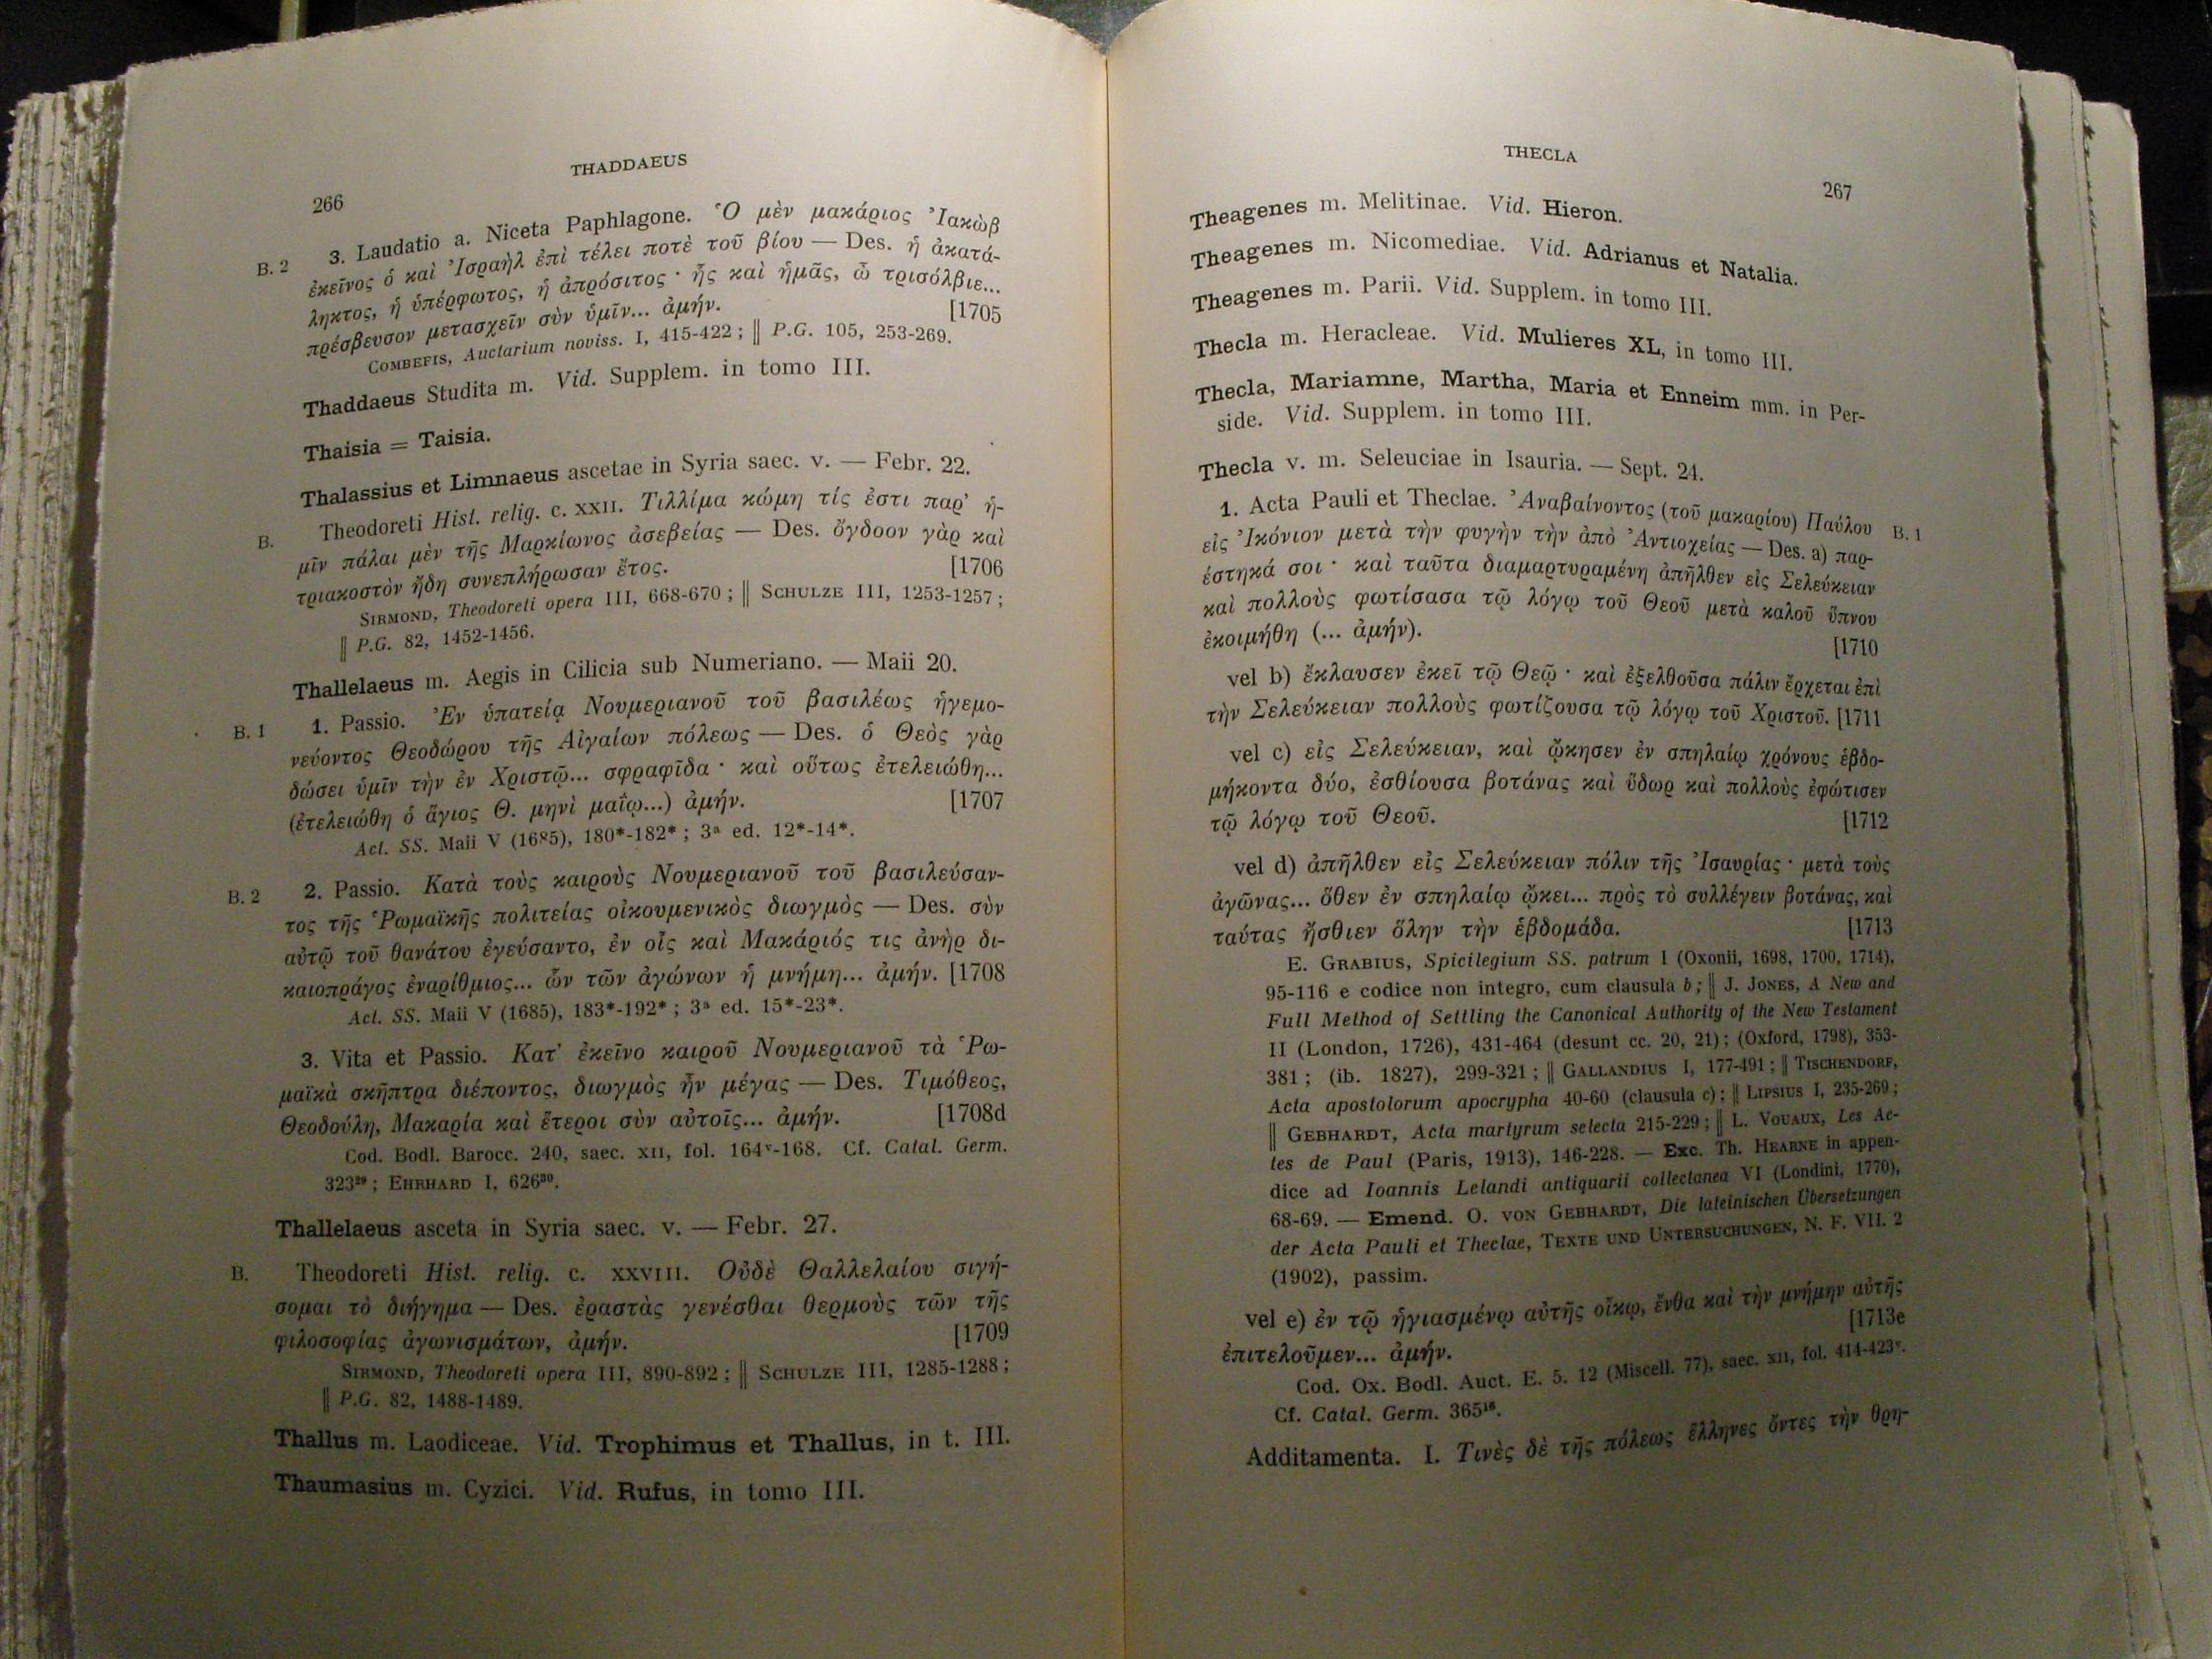 THADDAEUS
266
B. 2 3. Laudatio a. Niceta Paphlagone. Ὁ μὲν μακάριος Ἰακὼβ
ἐκεῖνος ὁ καὶ Ἰσραὴλ ἐπὶ τέλει ποτὲ τοῦ βίου — Des. ἡ ἀκατά-
ληκτος, ἡ ὑπέρφωτος, ἡ ἀπρόσιτος · ἧς καὶ ἡμᾶς, ὦ τρισόλβιε...
πρέσβευσον μετασχεῖν σὺν ὑμῖν... ἀμήν. [1705
COMBEFIS, Auctarium noviss. I, 415-422 ; || P.G. 105, 253-269.
Thaddaeus Studita m. Vid. Supplem. in tomo III.
Thaisia = Taisia.
Thalassius et Limnaeus ascetae in Syria saec. v. — Febr. 22.
B. Theodoreti Hist. relig. c. XXII. Τιλλίμα κώμη τίς ἐστι παρ’ ἡ-
μῖν πάλαι μὲν τῆς Μαρκίωνος ἀσεβείας — Des. ὄγδοον γὰρ καὶ
τριακοστὸν ἤδη συνεπλήρωσαν ἔτος. [1706
SIRMOND, Theodoreti opera III, 668-670 ; || SCHULZE III, 1253-1257 ;
|| P.G. 82, 1452-1456.
Thallelaeus m. Aegis in Cilicia sub Numeriano. — Maii 20.
B. 1 1. Passio. Ἐν ὑπατείᾳ Νουμεριανοῦ τοῦ βασιλέως ἡγεμο-
νεύοντος Θεοδώρου τῆς Αἰγαίων πόλεως — Des. ὁ Θεὸς γὰρ
δώσει ὑμῖν τὴν ἐν Χριστῷ... σφραφῖδα · καὶ οὕτως ἐτελειώθη...
(ἐτελειώθη ὁ ἅγιος Θ. μηνὶ μαΐῳ...) ἀμήν. [1707
Act. SS. Maii V (1685), 180*-182* ; 3ª ed. 12*-14*.
B. 2 2. Passio. Κατὰ τοὺς καιροὺς Νουμεριανοῦ τοῦ βασιλεύσαν-
τος τῆς Ῥωμαϊκῆς πολιτείας οἰκουμενικὸς διωγμὸς — Des. σὺν
αὐτῷ τοῦ θανάτου ἐγεύσαντο, ἐν οἷς καὶ Μακάριός τις ἀνὴρ δι-
καιοπράγος ἐναρίθμιος... ὧν τῶν ἀγώνων ἡ μνήμη... ἀμήν. [1708
Act. SS. Maii V (1685), 183*-192* ; 3ª ed. 15*-23*.
3. Vita et Passio. Κατ’ ἐκεῖνο καιροῦ Νουμεριανοῦ τὰ Ῥω-
μαϊκὰ σκῆπτρα διέποντος, διωγμὸς ἦν μέγας — Des. Τιμόθεος,
Θεοδούλη, Μακαρία καὶ ἕτεροι σὺν αὐτοῖς... ἀμήν. [1708d
Cod. Bodl. Barocc. 240, saec. XII, fol. 164ᵛ-168. Cf. Catal. Germ.
323²⁹ ; EHRHARD I, 626³⁰.
Thallelaeus asceta in Syria saec. v. — Febr. 27.
B. Theodoreti Hist. relig. c. XXVIII. Οὐδὲ Θαλλελαίου σιγή-
σομαι τὸ διήγημα — Des. ἐραστὰς γενέσθαι θερμοὺς τῶν τῆς
φιλοσοφίας ἀγωνισμάτων, ἀμήν. [1709
SIRMOND, Theodoreti opera III, 890-892 ; || SCHULZE III, 1285-1288 ;
|| P.G. 82, 1488-1489.
Thallus m. Laodiceae. Vid. Trophimus et Thallus, in t. III.
Thaumasius m. Cyzici. Vid. Rufus, in tomo III.
THECLA
267
Theagenes m. Melitinae. Vid. Hieron.
Theagenes m. Nicomediae. Vid. Adrianus et Natalia.
Theagenes m. Parii. Vid. Supplem. in tomo III.
Thecla m. Heracleae. Vid. Mulieres XL, in tomo III.
Thecla, Mariamne, Martha, Maria et Enneim mm. in Per-
side. Vid. Supplem. in tomo III.
Thecla v. m. Seleuciae in Isauria. — Sept. 24.
1. Acta Pauli et Theclae. Ἀναβαίνοντος (τοῦ μακαρίου) Παύλου B. 1
εἰς Ἰκόνιον μετὰ τὴν φυγὴν τὴν ἀπὸ Ἀντιοχείας — Des. a) παρ-
έστηκά σοι · καὶ ταῦτα διαμαρτυραμένη ἀπῆλθεν εἰς Σελεύκειαν
καὶ πολλοὺς φωτίσασα τῷ λόγῳ τοῦ Θεοῦ μετὰ καλοῦ ὕπνου
ἐκοιμήθη (... ἀμήν). [1710
vel b) ἔκλαυσεν ἐκεῖ τῷ Θεῷ · καὶ ἐξελθοῦσα πάλιν ἔρχεται ἐπὶ
τὴν Σελεύκειαν πολλοὺς φωτίζουσα τῷ λόγῳ τοῦ Χριστοῦ. [1711
vel c) εἰς Σελεύκειαν, καὶ ᾤκησεν ἐν σπηλαίῳ χρόνους ἑβδο-
μήκοντα δύο, ἐσθίουσα βοτάνας καὶ ὕδωρ καὶ πολλοὺς ἐφώτισεν
τῷ λόγῳ τοῦ Θεοῦ. [1712
vel d) ἀπῆλθεν εἰς Σελεύκειαν πόλιν τῆς Ἰσαυρίας · μετὰ τοὺς
ἀγῶνας... ὅθεν ἐν σπηλαίῳ ᾤκει... πρὸς τὸ συλλέγειν βοτάνας, καὶ
ταύτας ἤσθιεν ὅλην τὴν ἑβδομάδα. [1713
E. GRABIUS, Spicilegium SS. patrum I (Oxonii, 1698, 1700, 1714),
95-116 e codice non integro, cum clausula b ; || J. JONES, A New and
Full Method of Settling the Canonical Authority of the New Testament
II (London, 1726), 431-464 (desunt cc. 20, 21) ; (Oxford, 1798), 353-
381 ; (ib. 1827), 299-321 ; || GALLANDIUS I, 177-491 ; || TISCHENDORF,
Acta apostolorum apocrypha 40-60 (clausula c) ; || LIPSIUS I, 235-269 ;
|| GEBHARDT, Acta martyrum selecta 215-229 ; || L. VOUAUX, Les Ac-
tes de Paul (Paris, 1913), 146-228. — Exc. Th. HEARNE in appen-
dice ad Ioannis Lelandi antiquarii collectanea VI (Londini, 1770),
68-69. — Emend. O. VON GEBHARDT, Die lateinischen Übersetzungen
der Acta Pauli et Theclae, TEXTE UND UNTERSUCHUNGEN, N. F. VII. 2
(1902), passim.
vel e) ἐν τῷ ἡγιασμένῳ αὐτῆς οἴκῳ, ἔνθα καὶ τὴν μνήμην αὐτῆς
ἐπιτελοῦμεν... ἀμήν. [1713e
Cod. Ox. Bodl. Auct. E. 5. 12 (Miscell. 77), saec. XII, fol. 414-423ᵛ.
Cf. Catal. Germ. 365¹⁶.
Additamenta. I. Τινὲς δὲ τῆς πόλεως ἕλληνες ὄντες τὴν θρη-